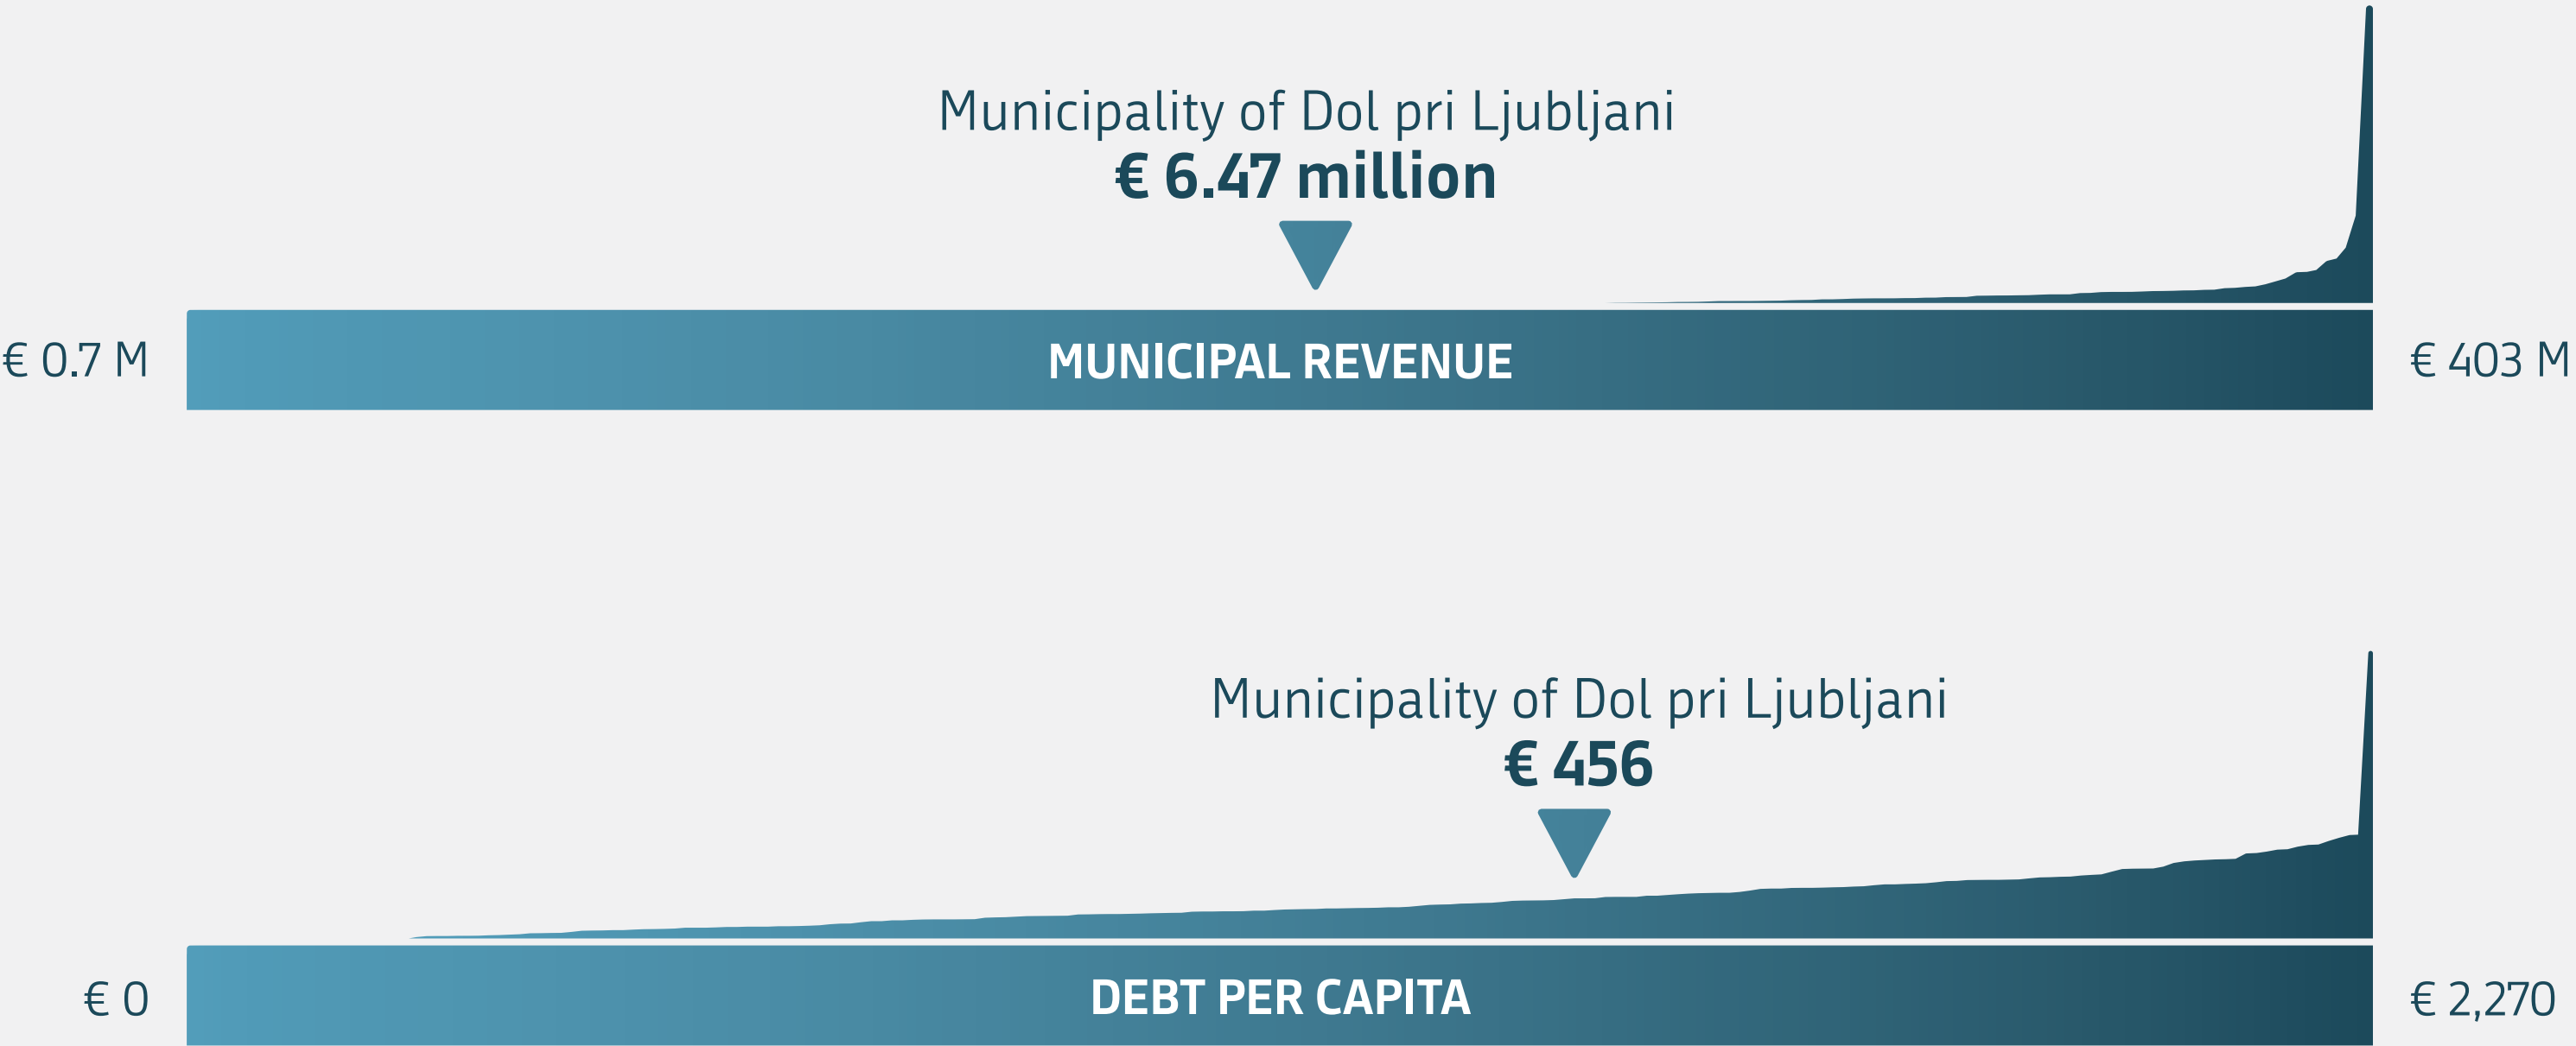 Municipality of Dol pri Ljubljani
€ 6.47 million
€ 0.7 M
MUNICIPAL REVENUE
€ 403 M
Municipality of Dol pri Ljubljani
€ 456
€ 0
DEBT PER CAPITA
€ 2,270